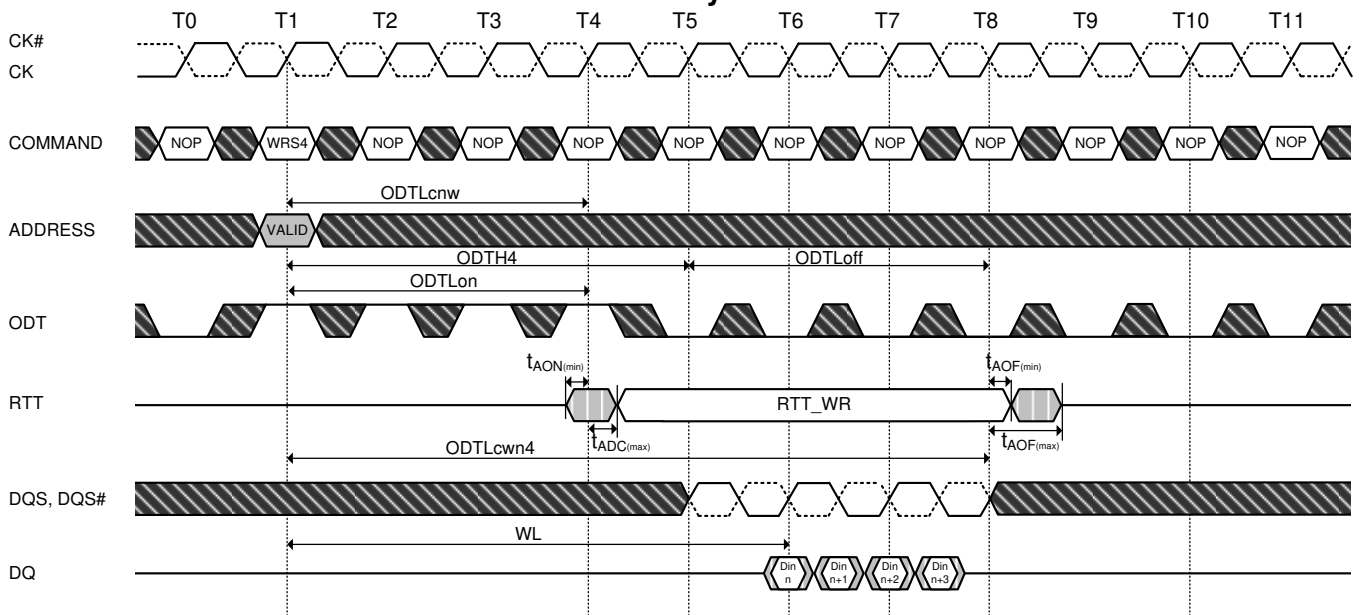 T0 T1 T2 T3 T4 T5 T6 T7 T8 T9 T10 T11
CK#
CK
COMMAND NOP WRS4 NOP NOP NOP NOP NOP NOP NOP NOP NOP NOP
ODTLcnw
ADDRESS VALID
ODTH4 ODTLoff
ODTLon
ODT
tAON(min) tAOF(min)
RTT RTT_WR
tADC(max) tAOF(max)
ODTLcwn4
DQS, DQS#
WL
DQ Din n Din n+1 Din n+2 Din n+3